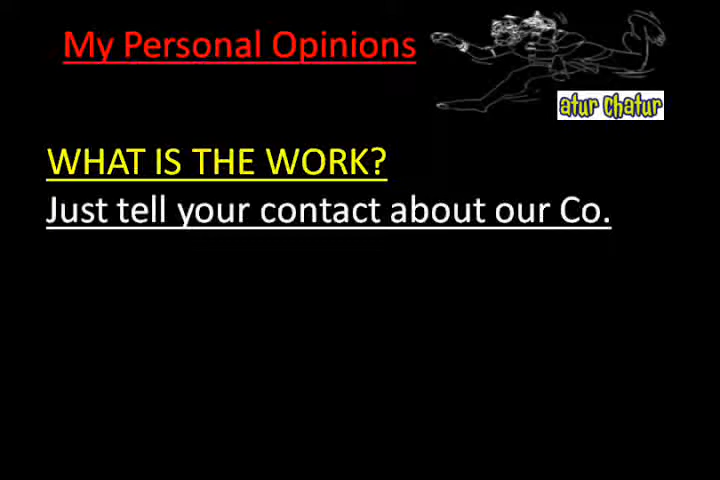 My Personal Opinions
atur chatur
WHAT IS THE WORK?
Just tell your contact about our Co.